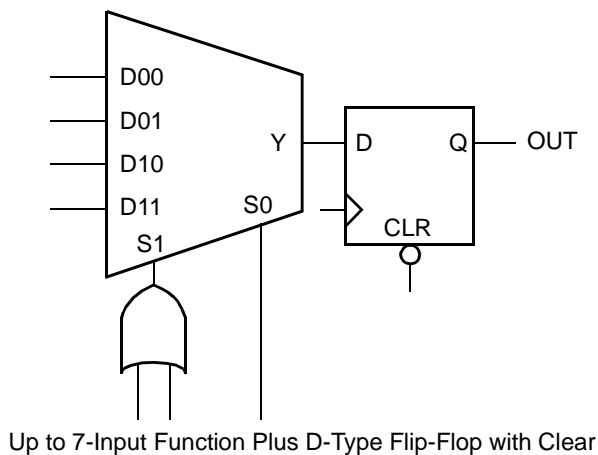 D00
D01
D10
D11
Y
S0
S1
D
Q
OUT
CLR
Up to 7-Input Function Plus D-Type Flip-Flop with Clear